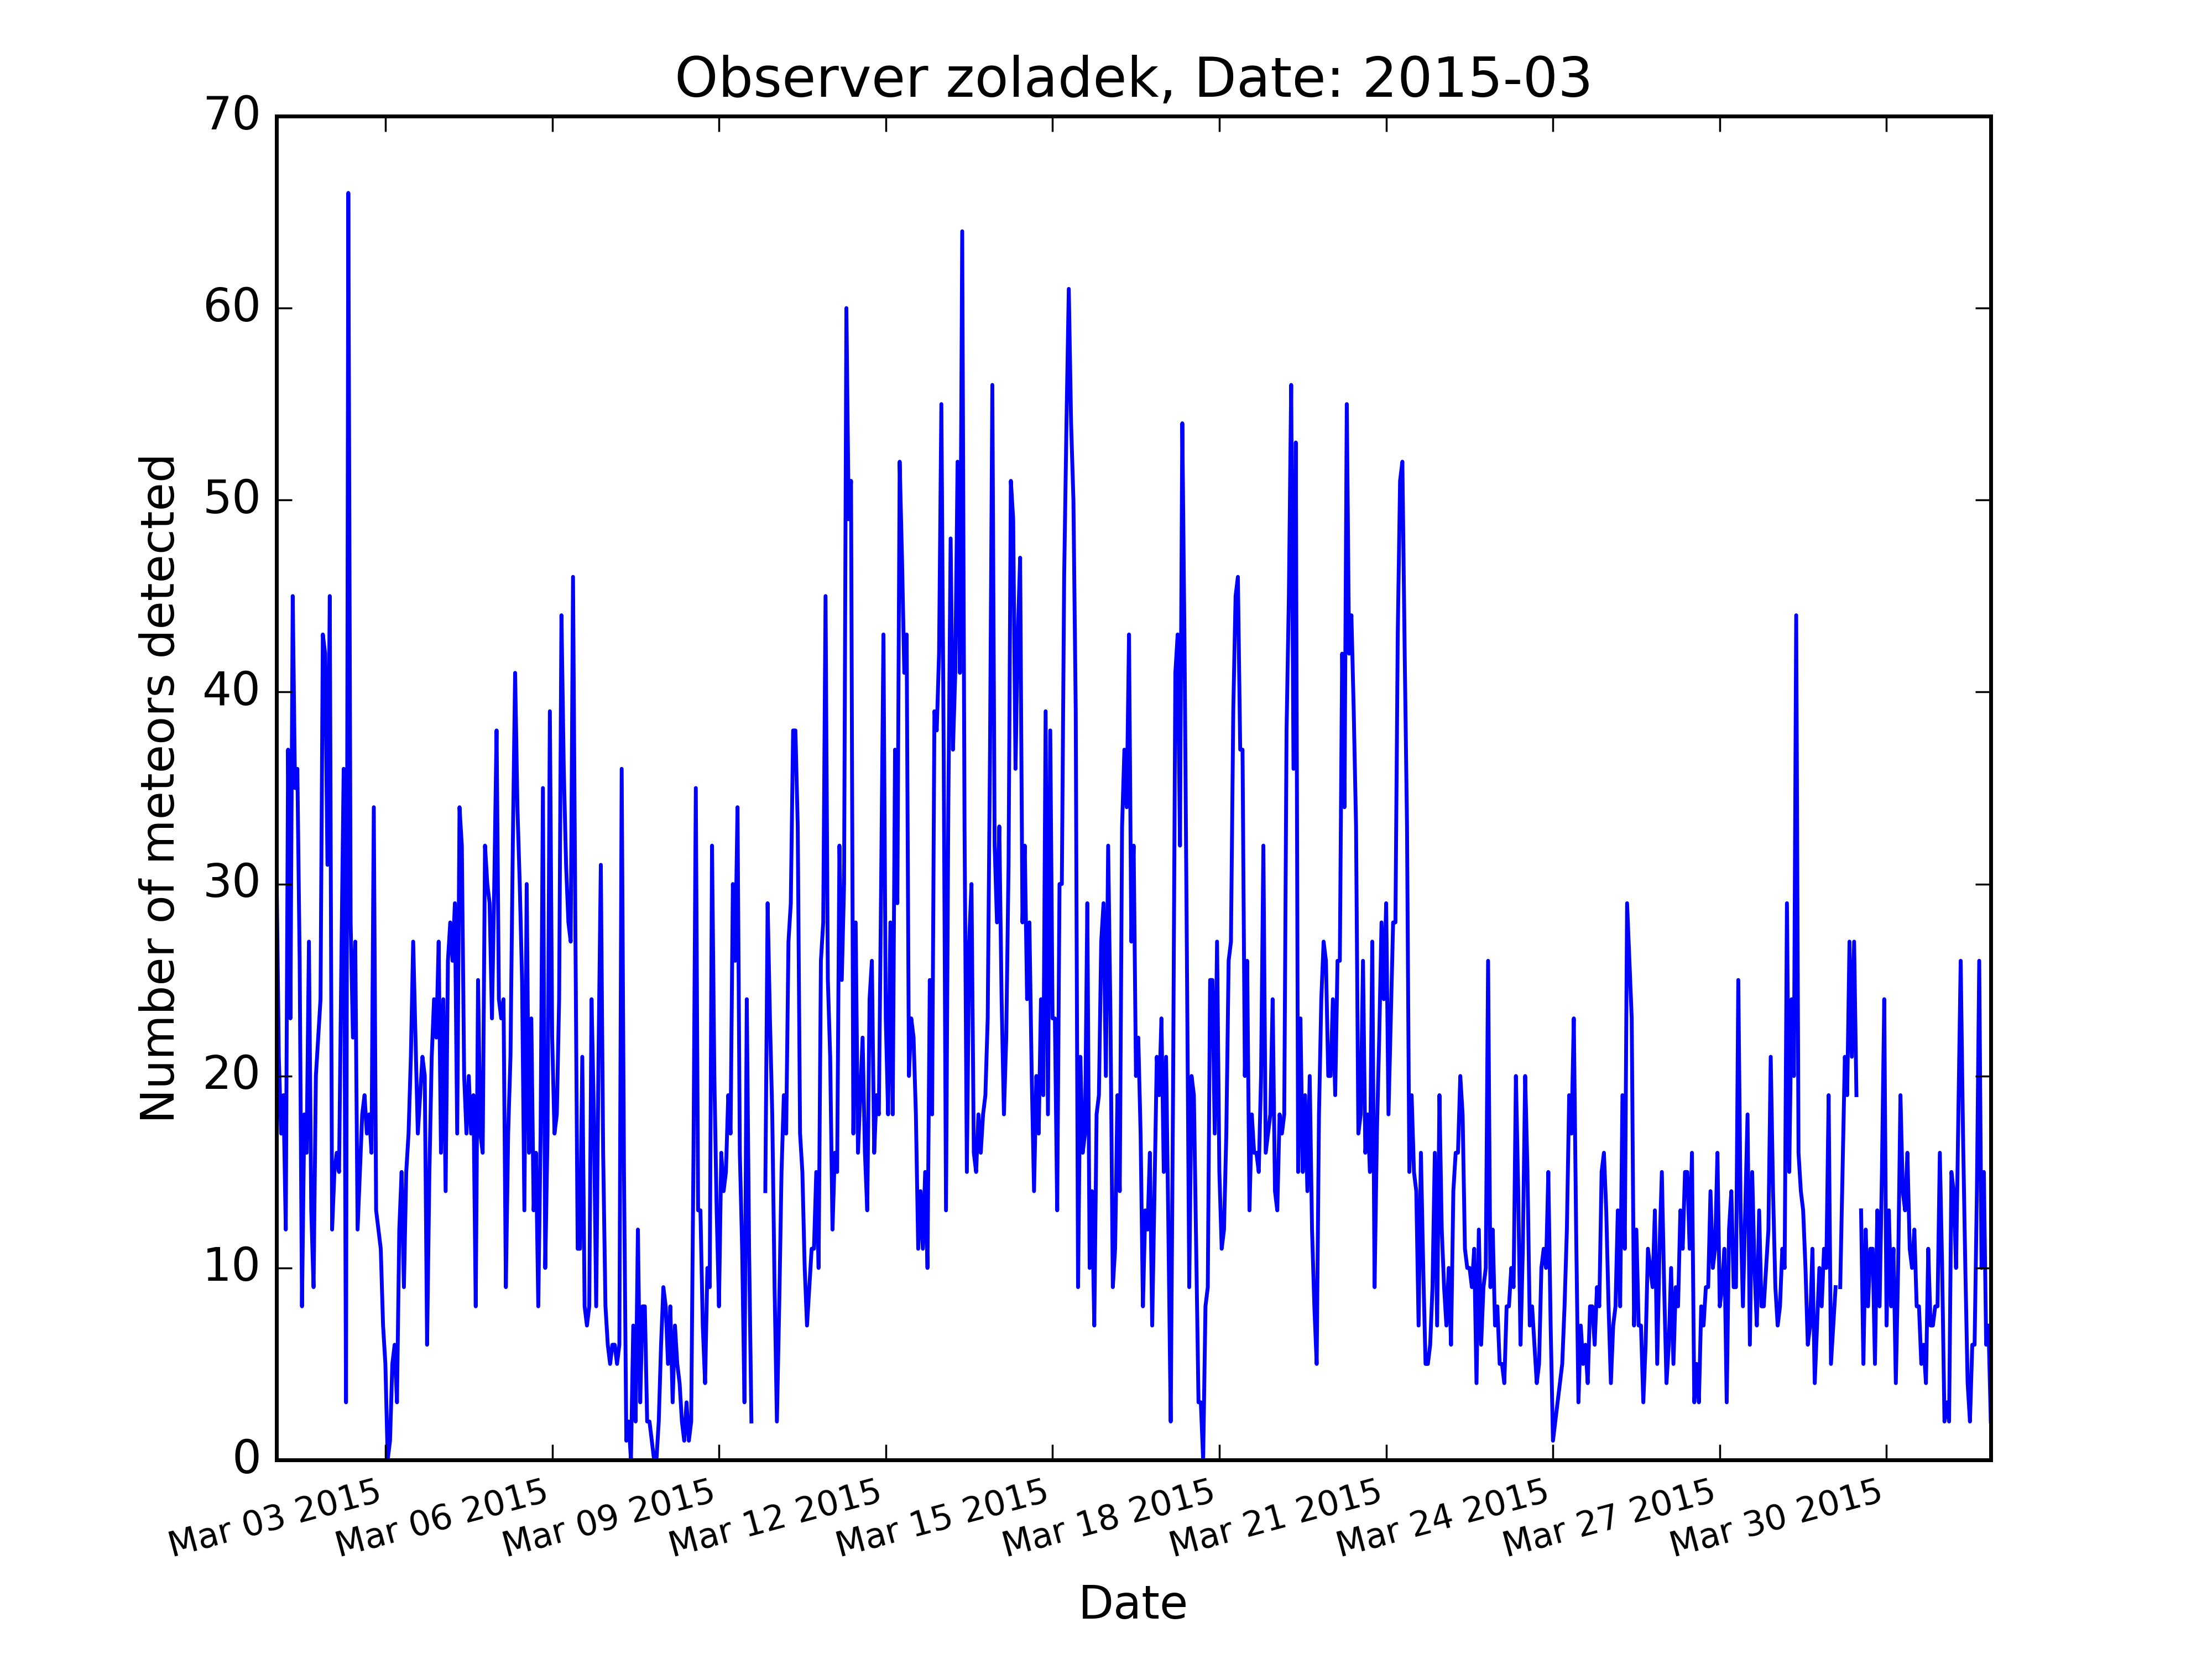 Observer zoladek, Date: 2015-03
70
60
50
40
30
20
10
0
Number of meteors detected
Mar 03 2015
Mar 06 2015
Mar 09 2015
Mar 12 2015
Mar 15 2015
Mar 18 2015
Mar 21 2015
Mar 24 2015
Mar 27 2015
Mar 30 2015
Date